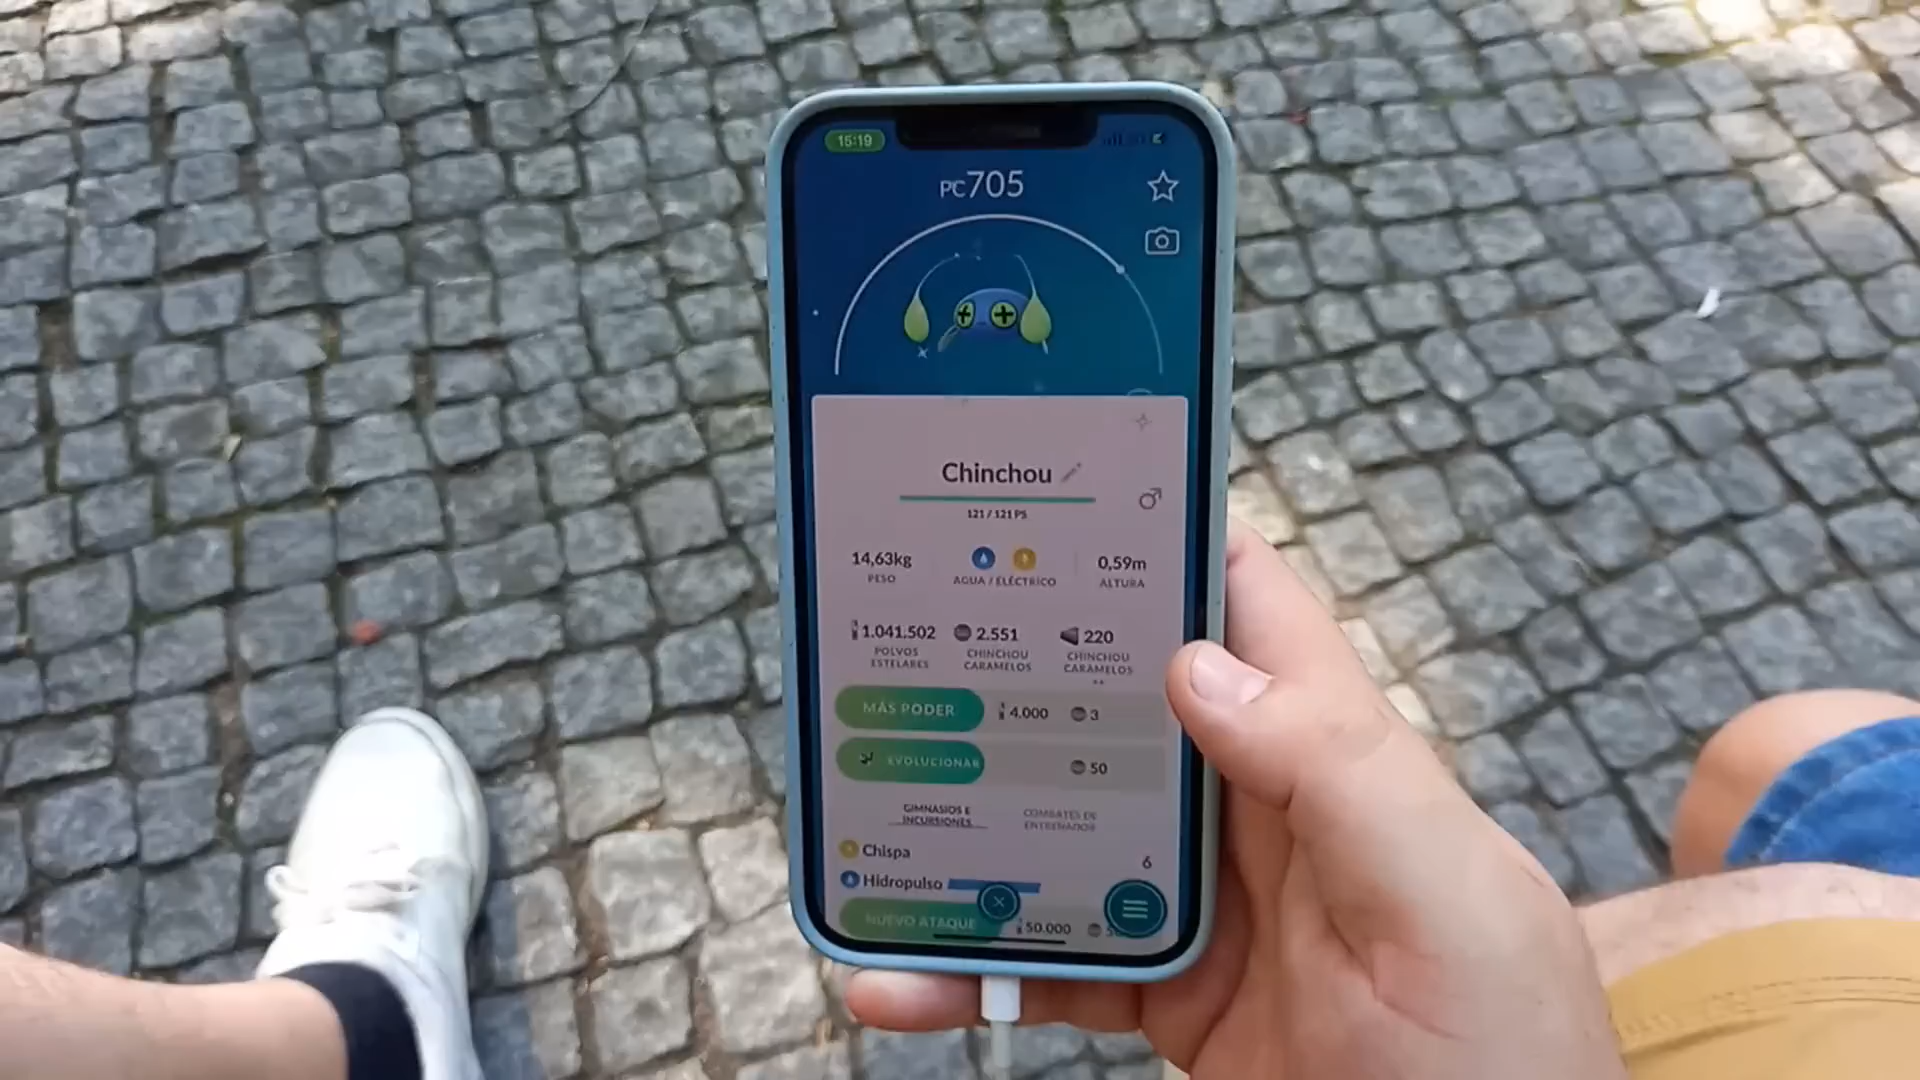 15:19
PC705
Chinchou
121 / 121 PS
14,63kg
PESO
AGUA / ELÉCTRICO
0,59m
ALTURA
1.041.502
POLVOS
ESTELARES
2.551
CHINCHOU
CARAMELOS
220
CHINCHOU
CARAMELOS
++
MÁS PODER
4.000
3
EVOLUCIONAR
50
GIMNASIOS E
INCURSIONES
COMBATES DE
ENTRENADOR
Chispa
6
Hidropulso
NUEVO ATAQUE
50.000